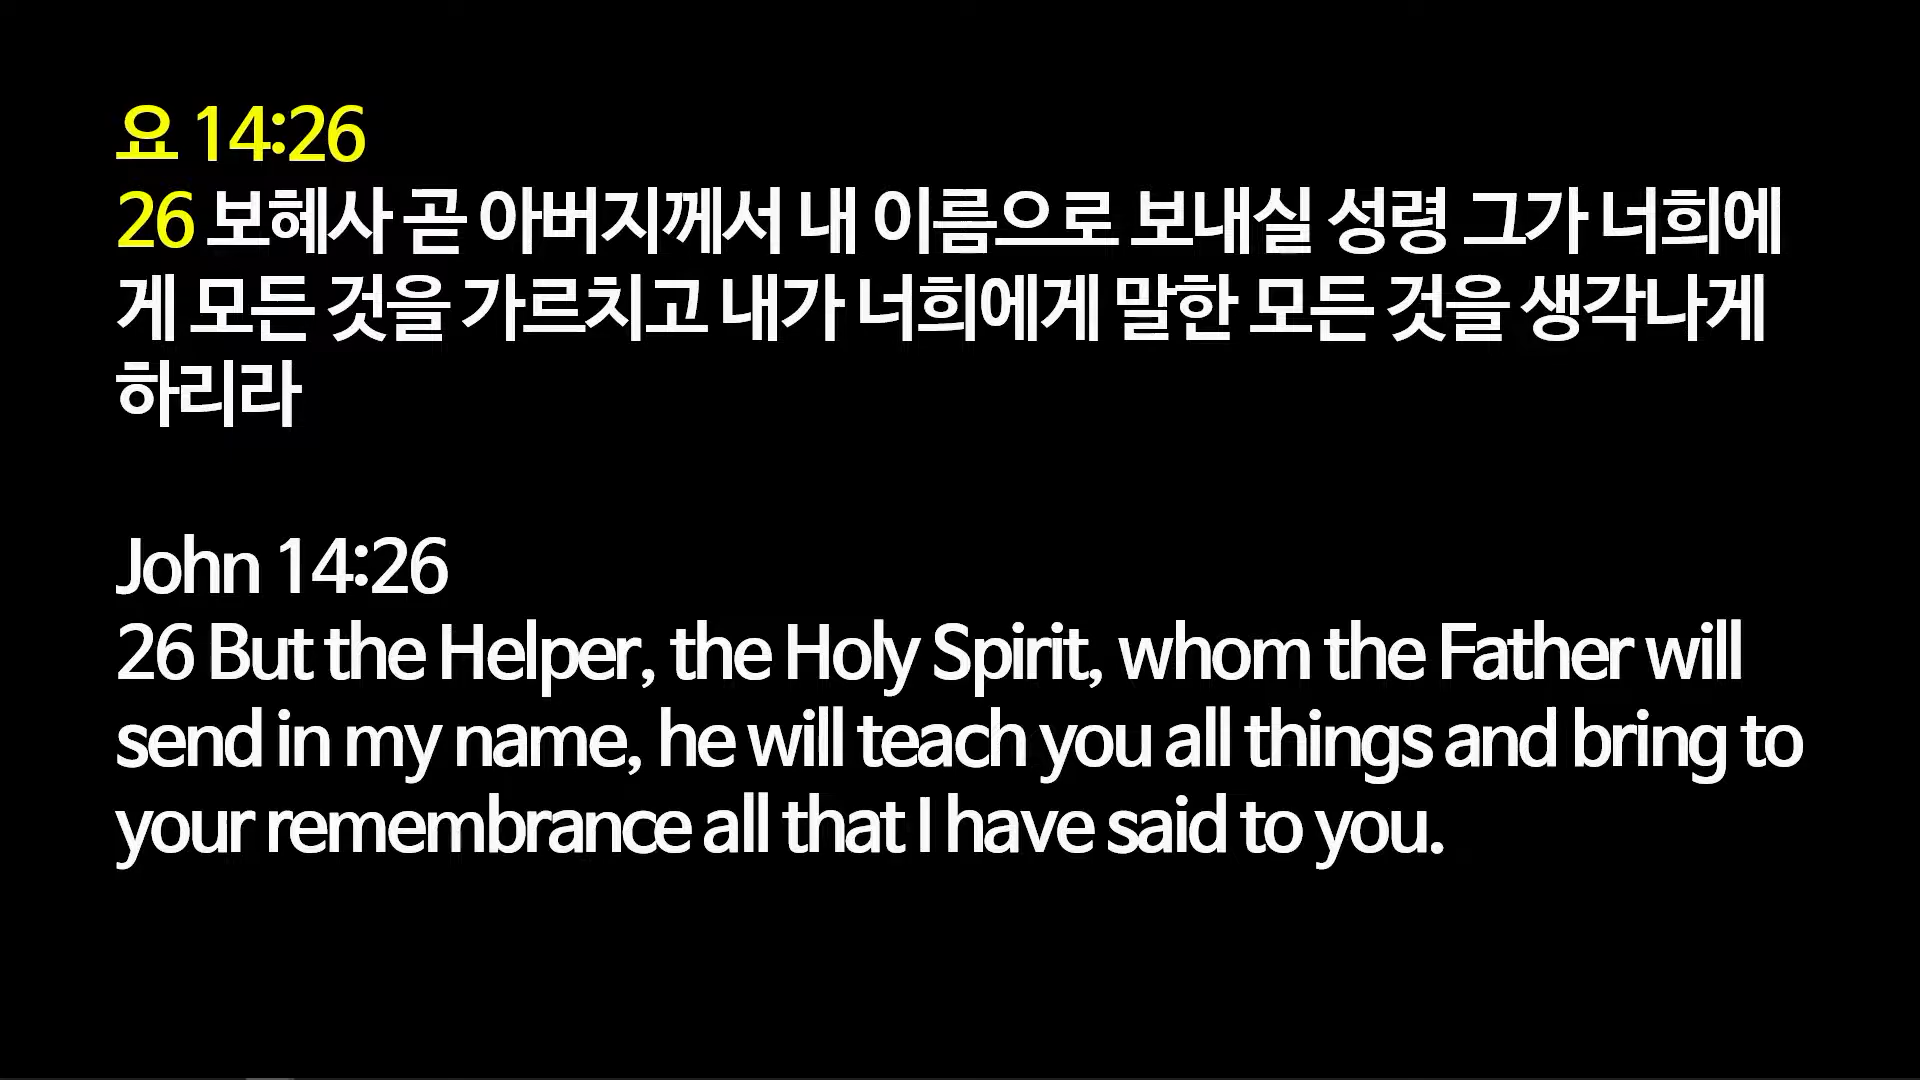 요 14:26
26 보혜사 곧 아버지께서 내 이름으로 보내실 성령 그가 너희에
게 모든 것을 가르치고 내가 너희에게 말한 모든 것을 생각나게
하리라
John 14:26
26 But the Helper, the Holy Spirit, whom the Father will
send in my name, he will teach you all things and bring to
your remembrance all that I have said to you.